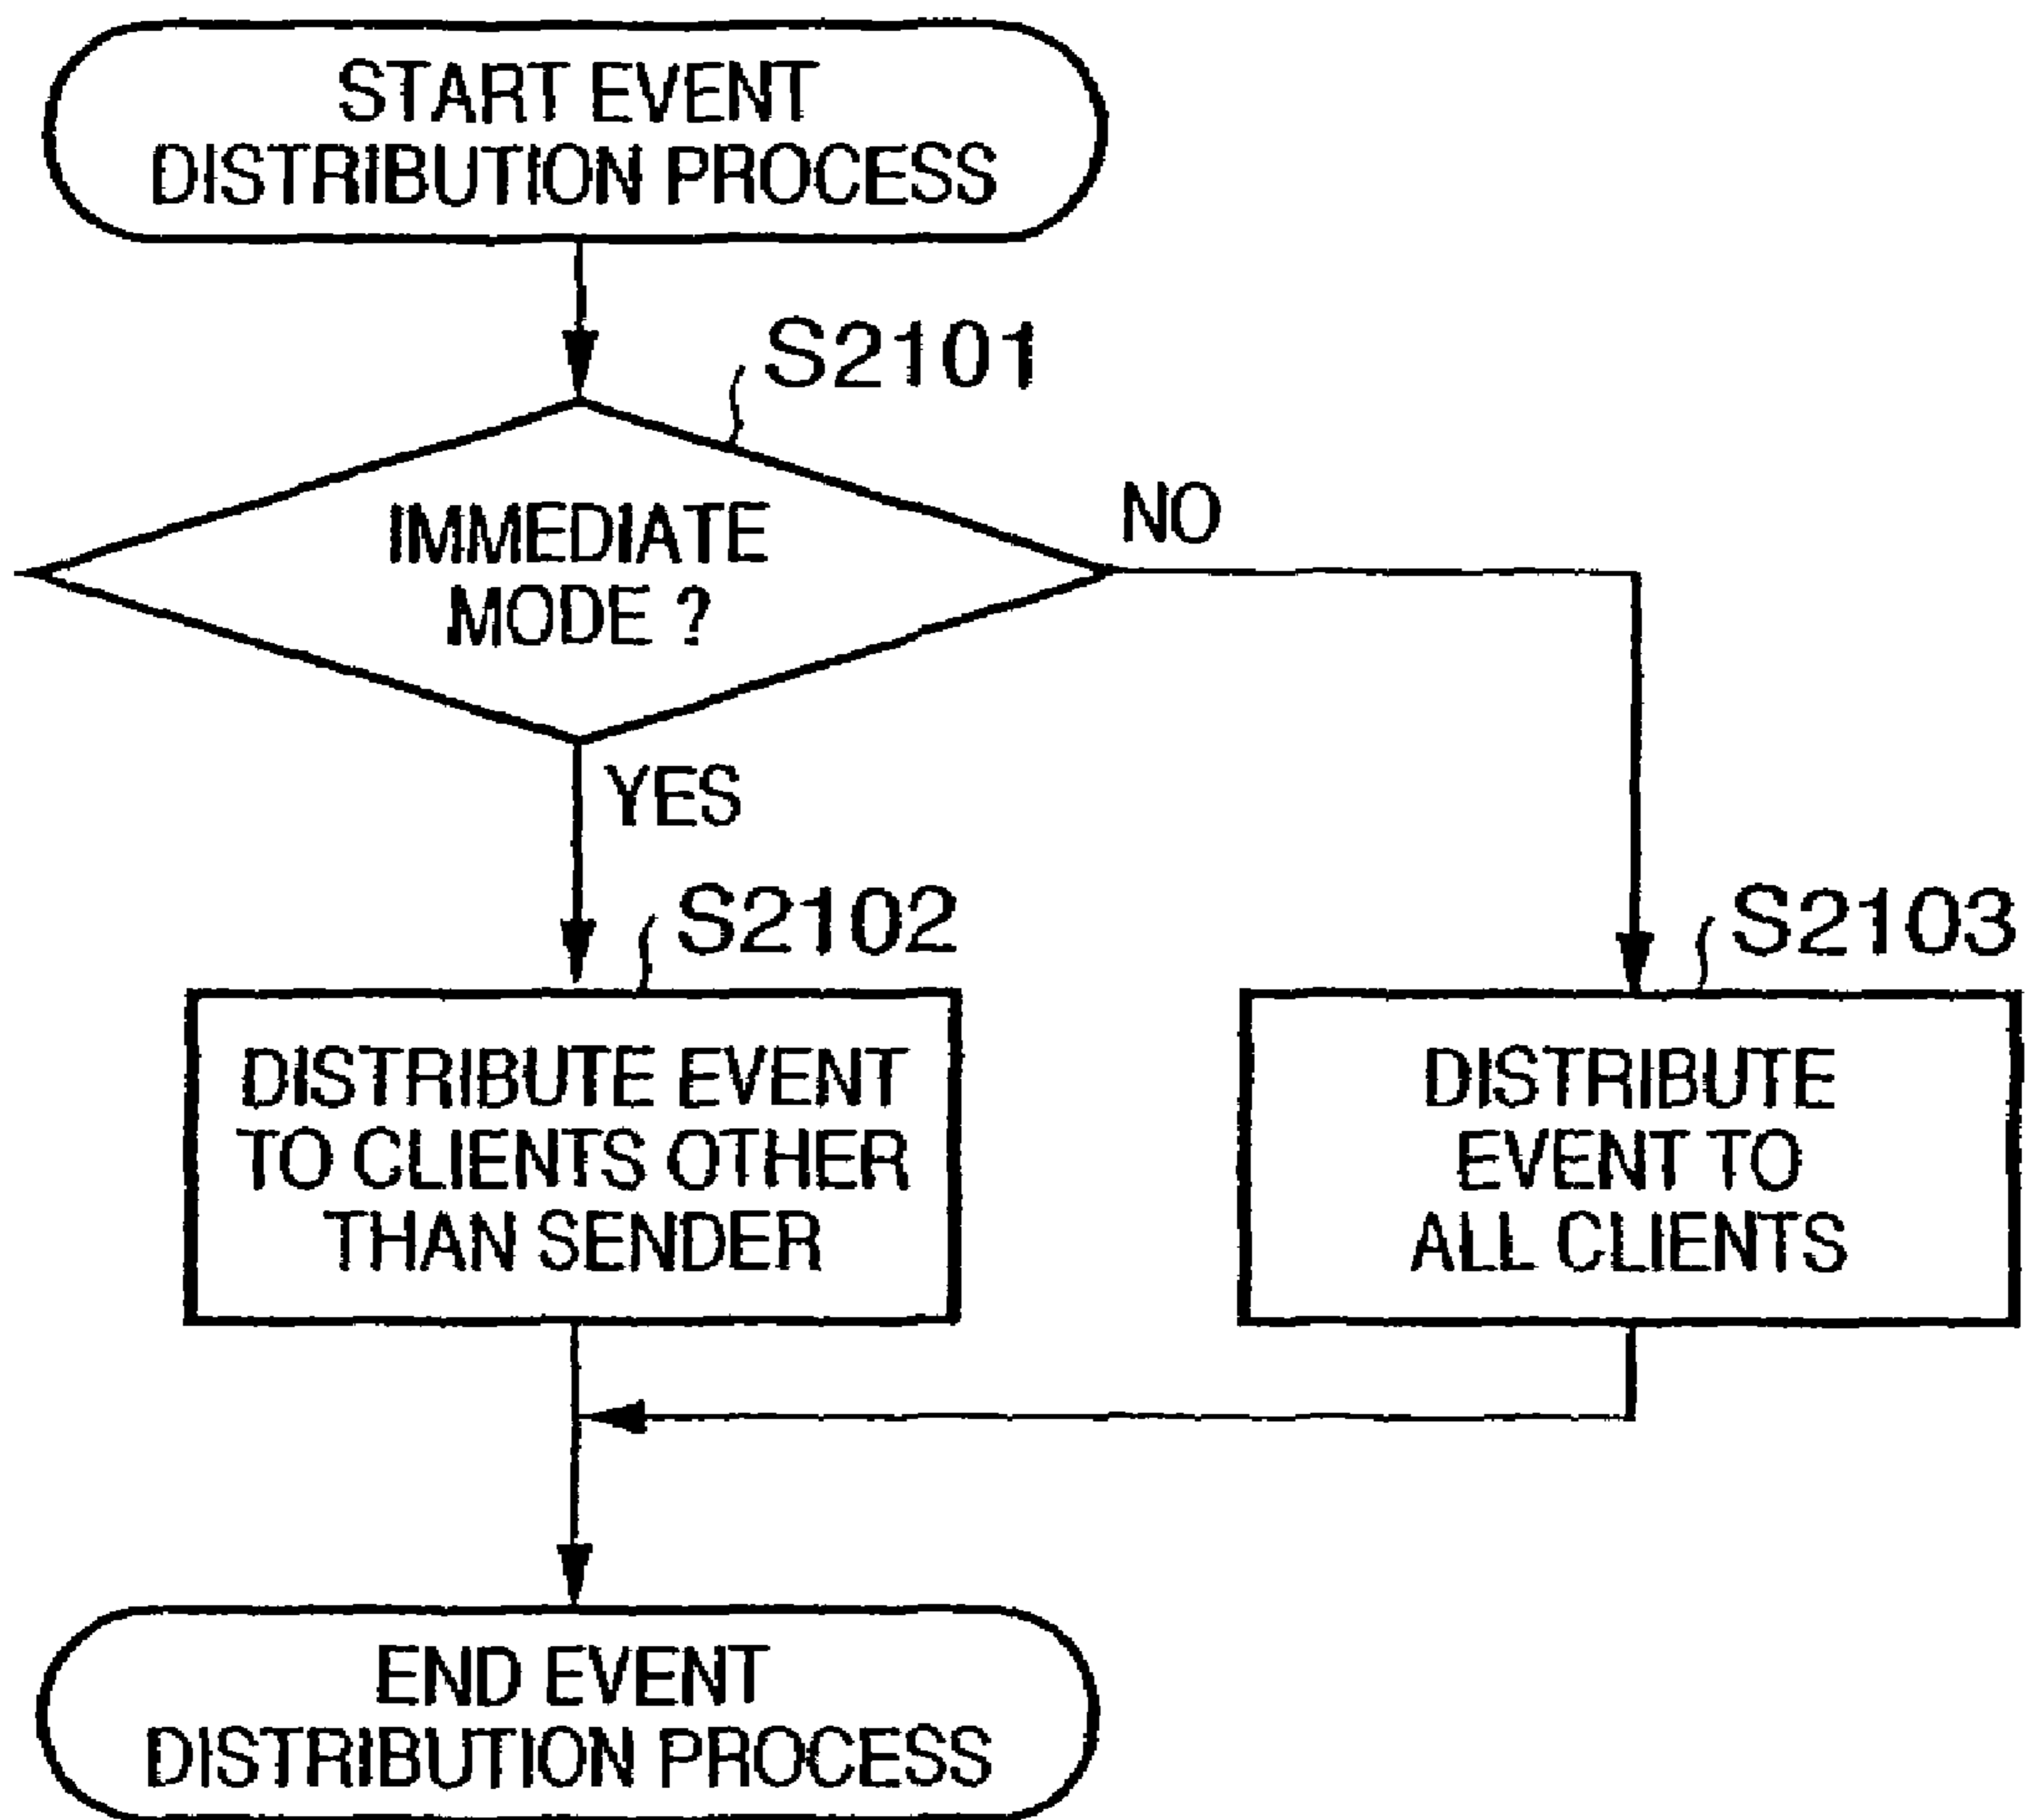 START EVENT
DISTRIBUTION PROCESS
S2101
IMMEDIATE
MODE ?
NO
YES
S2102
DISTRIBUTE EVENT
TO CLIENTS OTHER
THAN SENDER
S2103
DISTRIBUTE
EVENT TO
ALL CLIENTS
END EVENT
DISTRIBUTION PROCESS